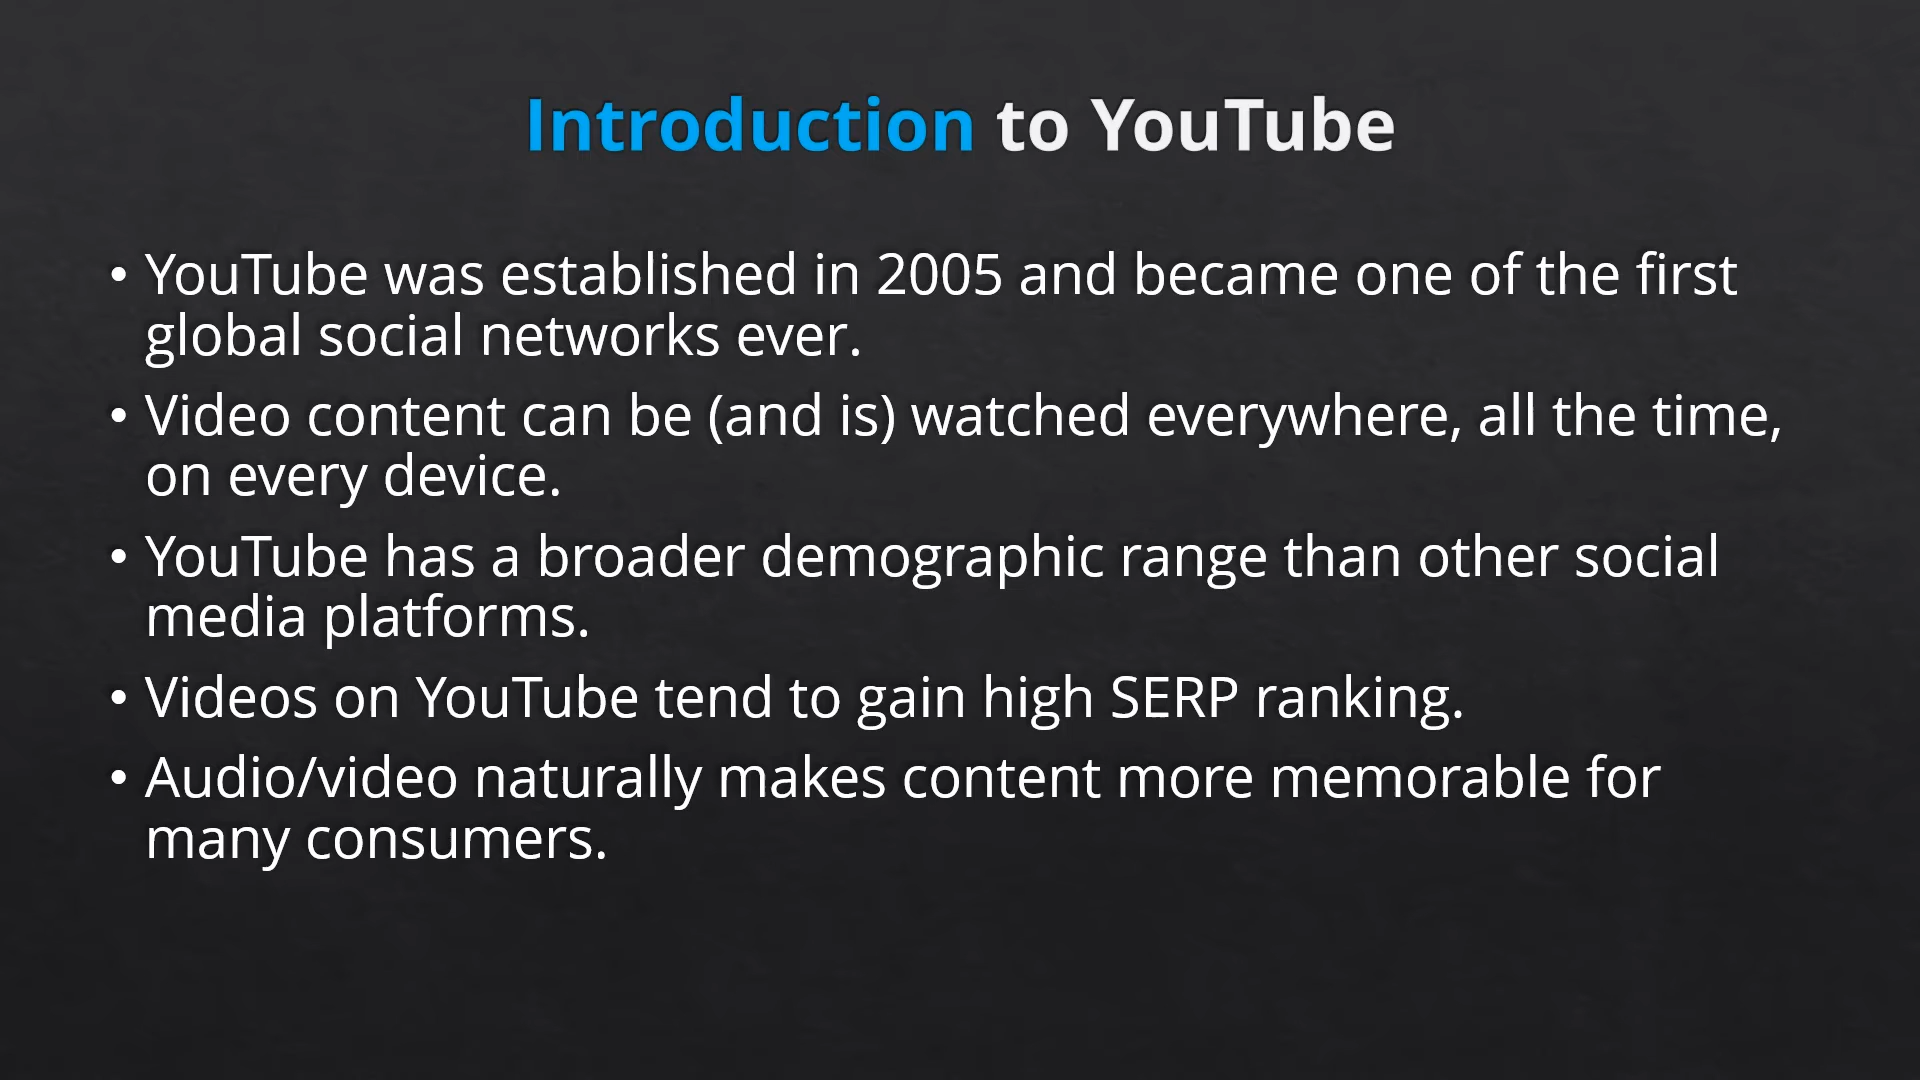 Introduction to YouTube
• YouTube was established in 2005 and became one of the first
global social networks ever.
• Video content can be (and is) watched everywhere, all the time,
on every device.
• YouTube has a broader demographic range than other social
media platforms.
• Videos on YouTube tend to gain high SERP ranking.
• Audio/video naturally makes content more memorable for
many consumers.